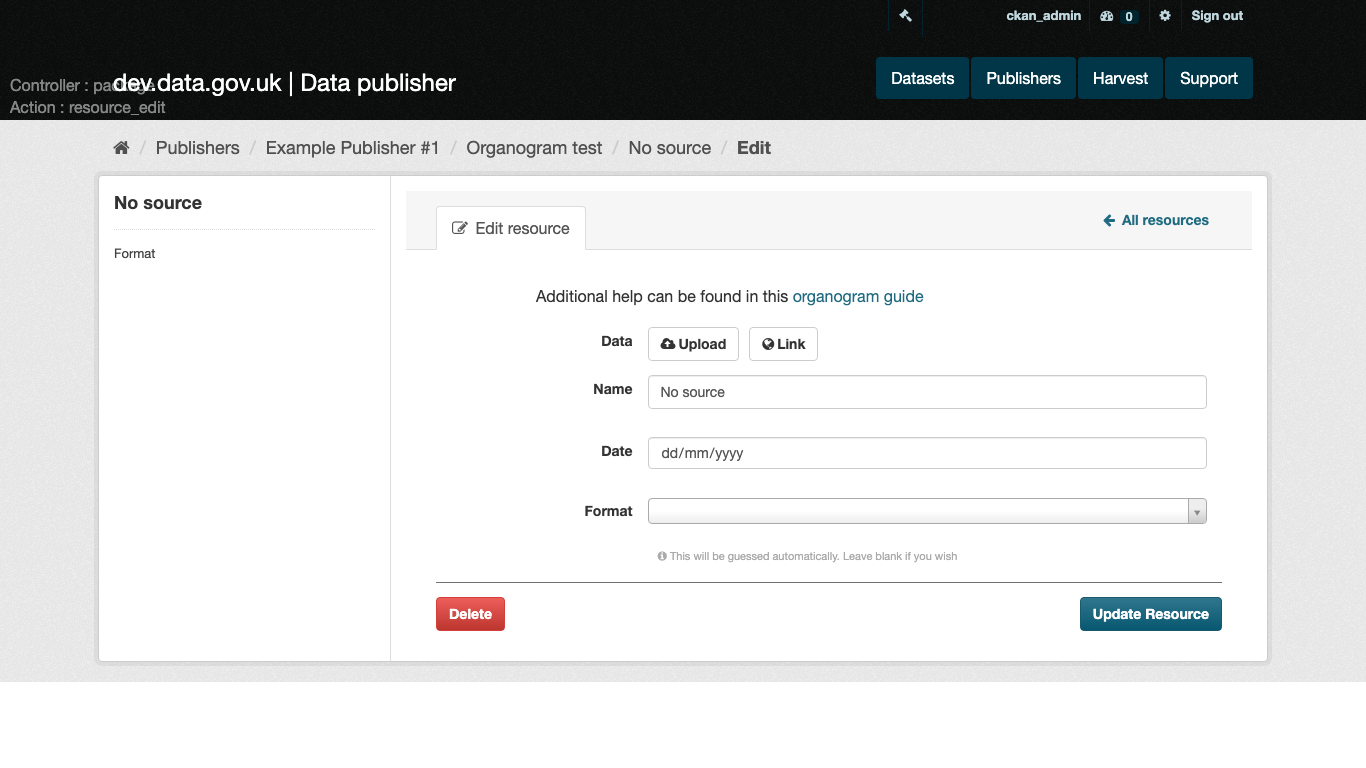 ckan_admin 0 Sign out
Controller : package
dev.data.gov.uk | Data publisher
Datasets Publishers Harvest Support
Action : resource_edit
/ Publishers / Example Publisher #1 / Organogram test / No source / Edit
No source
Format
Edit resource
All resources
Additional help can be found in this organogram guide
Data Upload Link
Name No source
Date dd/mm/yyyy
Format
This will be guessed automatically. Leave blank if you wish
Delete Update Resource